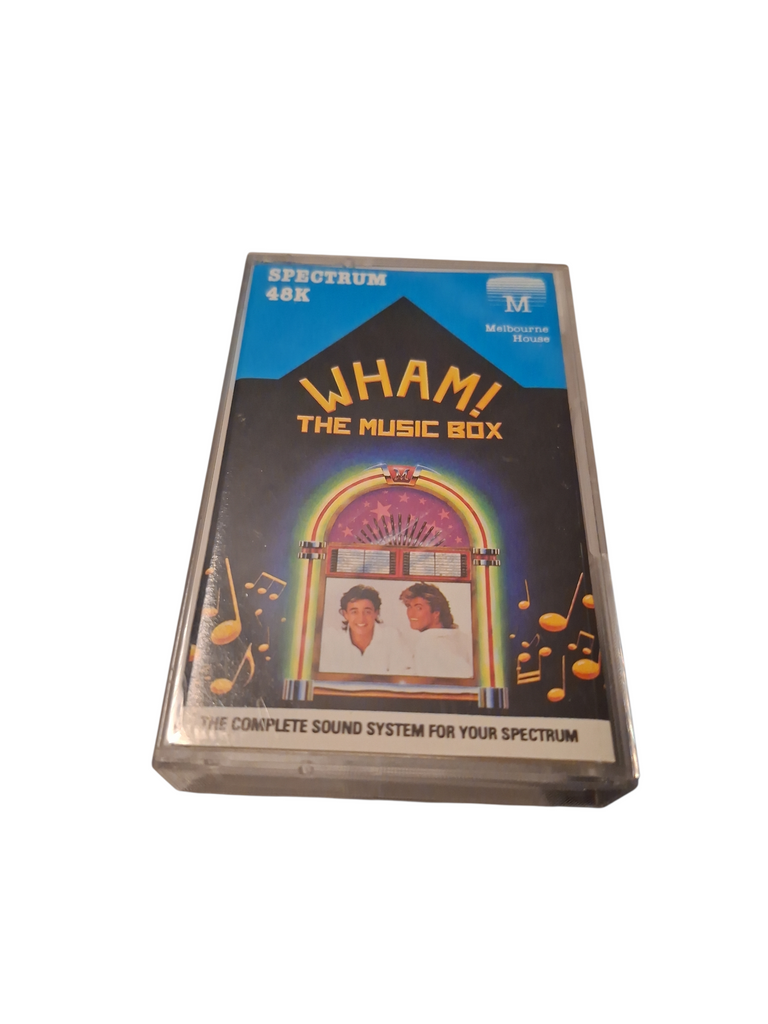 SPECTRUM
48K
M
Melbourne
House
WHAM!
THE MUSIC BOX
M
THE COMPLETE SOUND SYSTEM FOR YOUR SPECTRUM